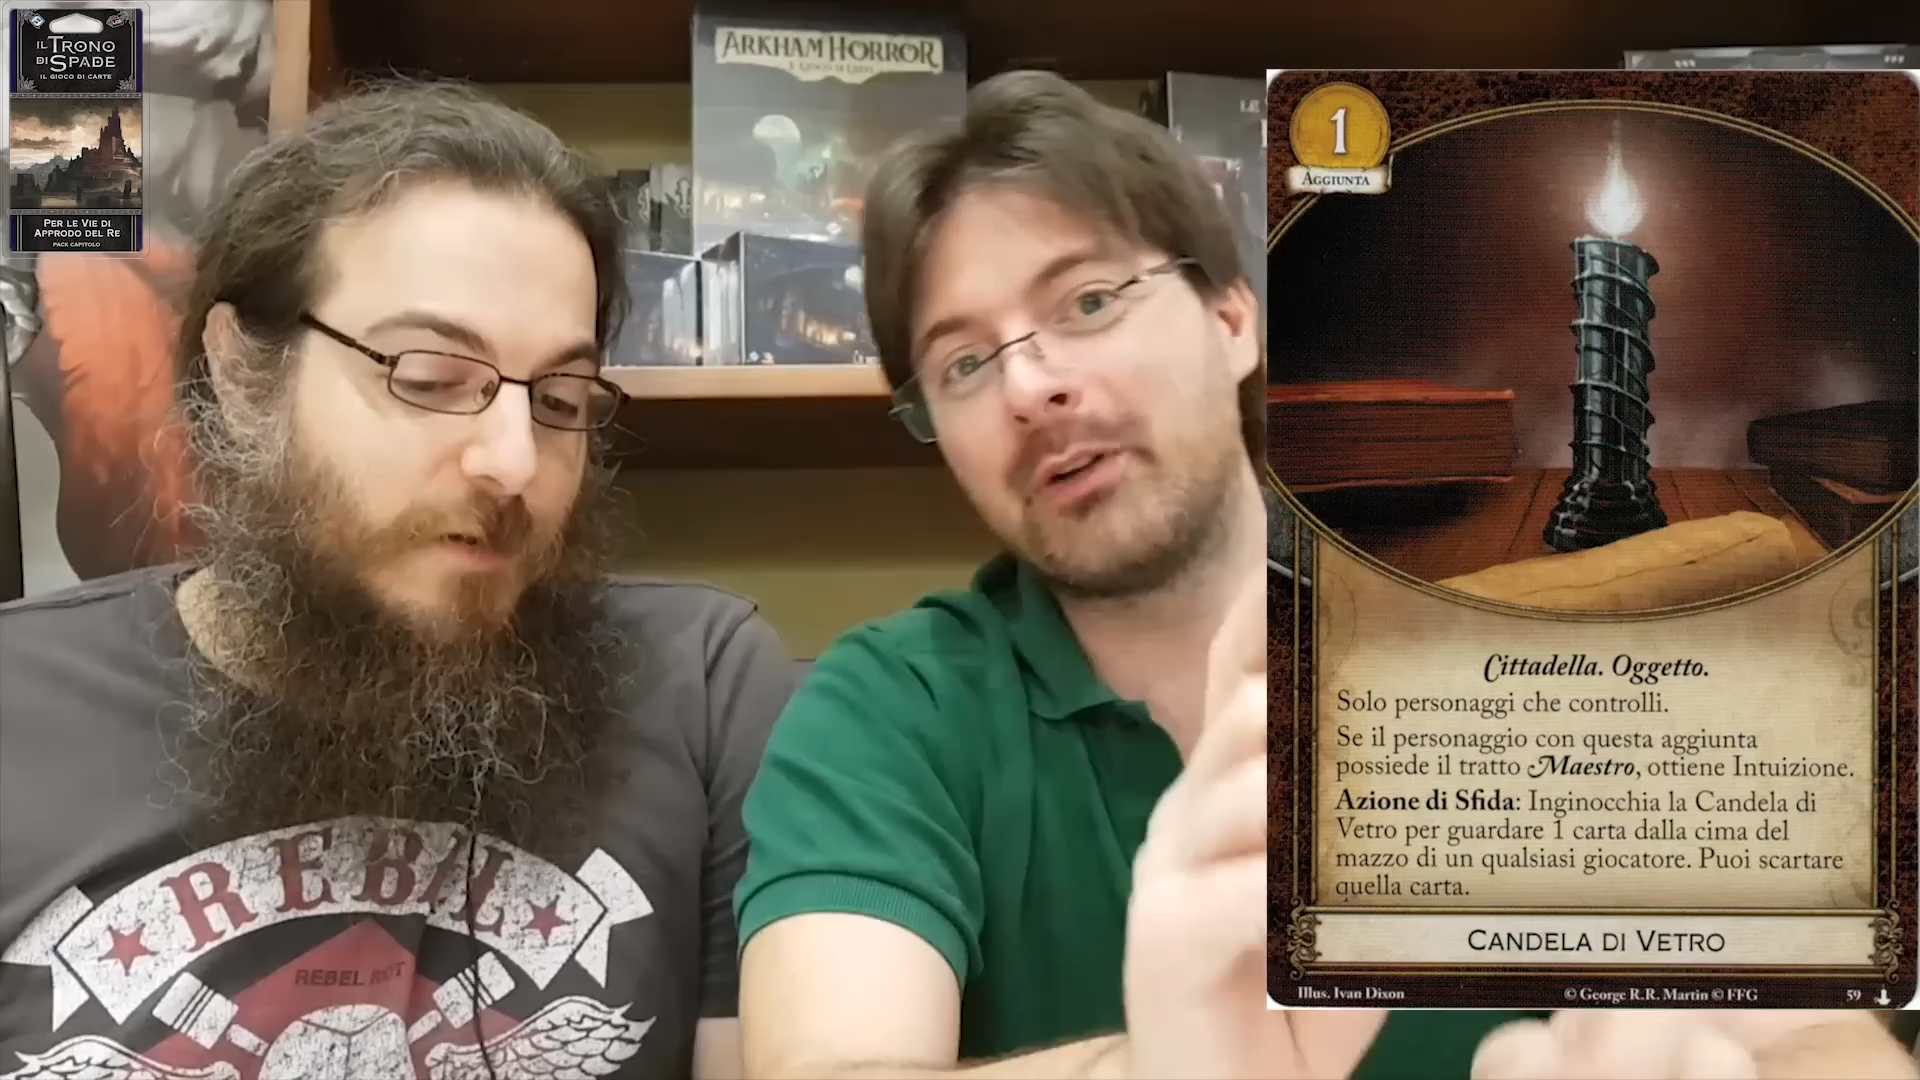 IL TRONO
DI SPADE
IL GIOCO DI CARTE
PER LE VIE DI
APPRODO DEL RE
PACK CAPITOLO
ARKHAM HORROR
REBEL
REBEL
1
AGGIUNTA
Cittadella. Oggetto.
Solo personaggi che controlli.
Se il personaggio con questa aggiunta
possiede il tratto Maestro, ottiene Intuizione.
Azione di Sfida: Inginocchia la Candela di
Vetro per guardare 1 carta dalla cima del
mazzo di un qualsiasi giocatore. Puoi scartare
quella carta.
CANDELA DI VETRO
Illus. Ivan Dixon
© George R.R. Martin © FFG
59